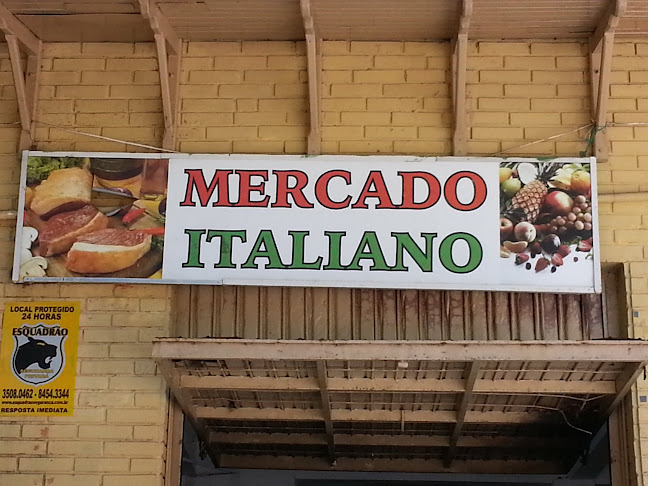 MERCADO
ITALIANO
LOCAL PROTEGIDO
24 HORAS
ESQUADRÃO
3508.0462 - 8454.3344
RESPOSTA IMEDIATA